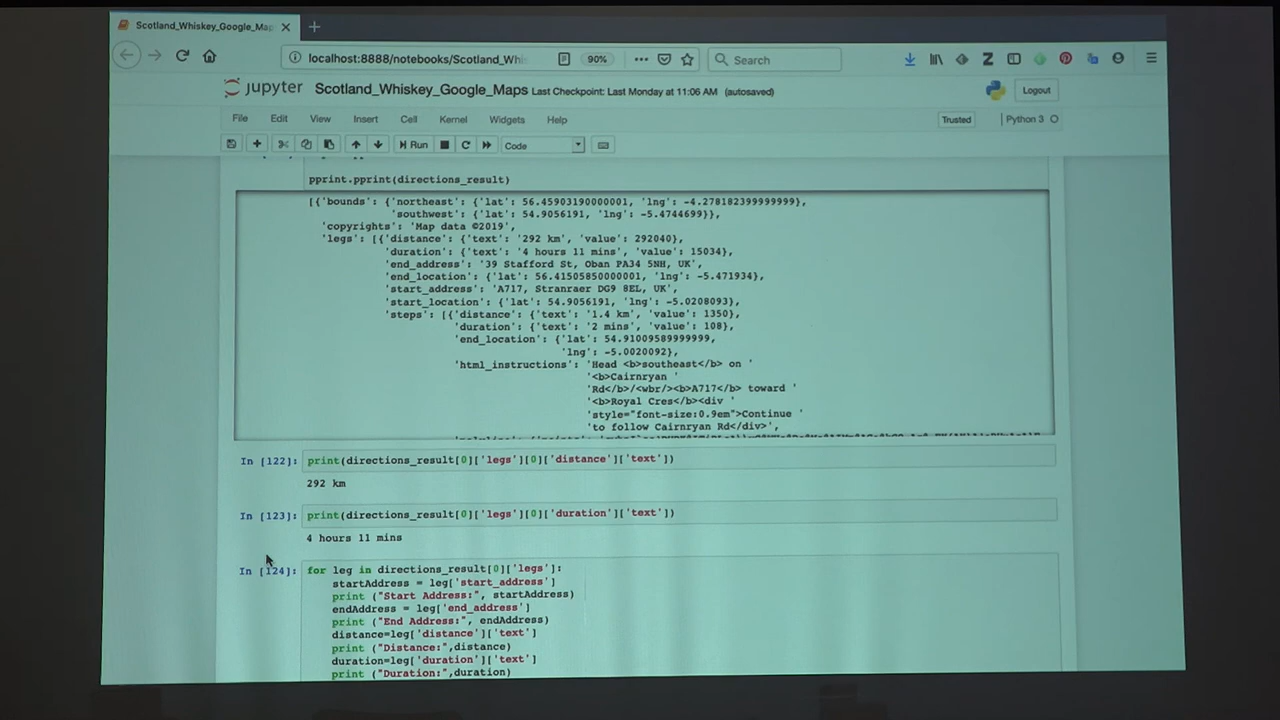 Scotland_Whiskey_Google_Map
localhost:8888/notebooks/Scotland_Whi
90%
Search
jupyter Scotland_Whiskey_Google_Maps Last Checkpoint: Last Monday at 11:06 AM (autosaved)
Logout
File Edit View Insert Cell Kernel Widgets Help
Trusted
Python 3
Run
Code
pprint.pprint(directions_result)
[{'bounds': {'northeast': {'lat': 56.45903190000001, 'lng': -4.278182399999999},
'southwest': {'lat': 54.9056191, 'lng': -5.4744699}},
'copyrights': 'Map data ©2019',
'legs': [{'distance': {'text': '292 km', 'value': 292040},
'duration': {'text': '4 hours 11 mins', 'value': 15034},
'end_address': '39 Stafford St, Oban PA34 5NH, UK',
'end_location': {'lat': 56.41505850000001, 'lng': -5.471934},
'start_address': 'A717, Stranraer DG9 8EL, UK',
'start_location': {'lat': 54.9056191, 'lng': -5.0208093},
'steps': [{'distance': {'text': '1.4 km', 'value': 1350},
'duration': {'text': '2 mins', 'value': 108},
'end_location': {'lat': 54.91009589999999,
'lng': -5.0020092},
'html_instructions': 'Head <b>southeast</b> on '
'<b>Cairnryan '
'Rd</b>/<wbr/><b>A717</b> toward '
'<b>Royal Cres</b><div '
'style="font-size:0.9em">Continue '
'to follow Cairnryan Rd</div>',
In [122]: print(directions_result[0]['legs'][0]['distance']['text'])
292 km
In [123]: print(directions_result[0]['legs'][0]['duration']['text'])
4 hours 11 mins
In [124]: for leg in directions_result[0]['legs']:
startAddress = leg['start_address']
print ("Start Address:", startAddress)
endAddress = leg['end_address']
print ("End Address:", endAddress)
distance=leg['distance']['text']
print ("Distance:",distance)
duration=leg['duration']['text']
print ("Duration:",duration)